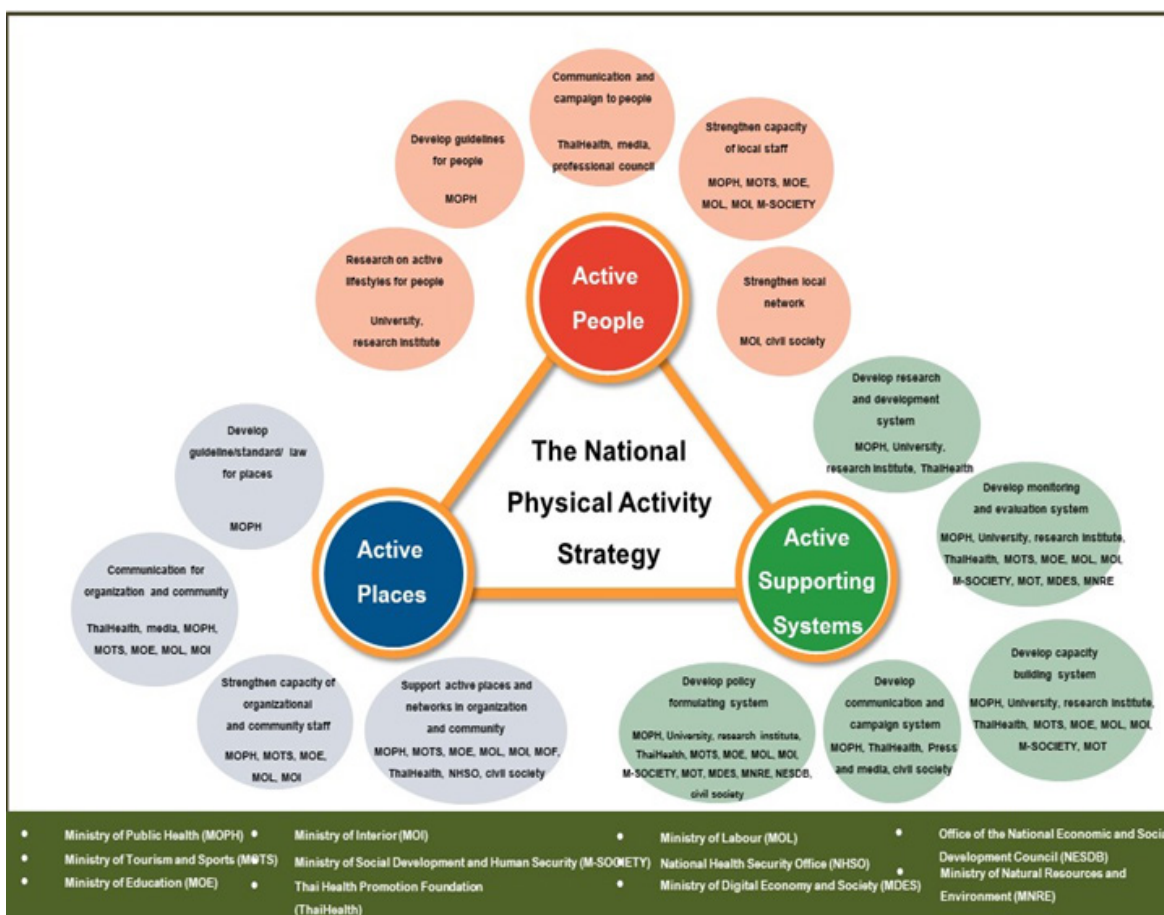 Communication and
campaign to people
ThaiHealth, media,
professional council
Develop guidelines
for people
MOPH
Strengthen capacity
of local staff
MOPH, MOTS, MOE,
MOL, MOI, M-SOCIETY
Research on active
lifestyles for people
University,
research institute
Active
People
Strengthen local
network
MOI, civil society
Develop research
and development
system
MOPH, University,
research institute, ThaiHealth
Develop
guideline/standard/ law
for places
MOPH
The National
Physical Activity
Strategy
Develop monitoring
and evaluation system
MOPH, University, research institute,
ThaiHealth, MOTS, MOE, MOL, MOI,
M-SOCIETY, MOT, MDES, MNRE
Active
Places
Active
Supporting
Systems
Communication for
organization and community
ThaiHealth, media, MOPH,
MOTS, MOE, MOL, MOI
Strengthen capacity of
organizational
and community staff
MOPH, MOTS, MOE,
MOL, MOI
Support active places and
networks in organization
and community
MOPH, MOTS, MOE, MOL, MOI, MOF,
ThaiHealth, NHSO, civil society
Develop policy
formulating system
MOPH, University, research institute,
ThaiHealth, MOTS, MOE, MOL, MOI,
M-SOCIETY, MOT, MDES, MNRE, NESDB,
civil society
Develop
communication and
campaign system
MOPH, ThaiHealth, Press
and media, civil society
Develop capacity
building system
MOPH, University, research institute,
ThaiHealth, MOTS, MOE, MOL, MOI,
M-SOCIETY, MOT
Ministry of Public Health (MOPH)
Ministry of Tourism and Sports (MOTS)
Ministry of Education (MOE)
Ministry of Interior (MOI)
Ministry of Social Development and Human Security (M-SOCIETY)
Thai Health Promotion Foundation
(ThaiHealth)
Ministry of Labour (MOL)
National Health Security Office (NHSO)
Ministry of Digital Economy and Society (MDES)
Office of the National Economic and Socia
Development Council (NESDB)
Ministry of Natural Resources and
Environment (MNRE)